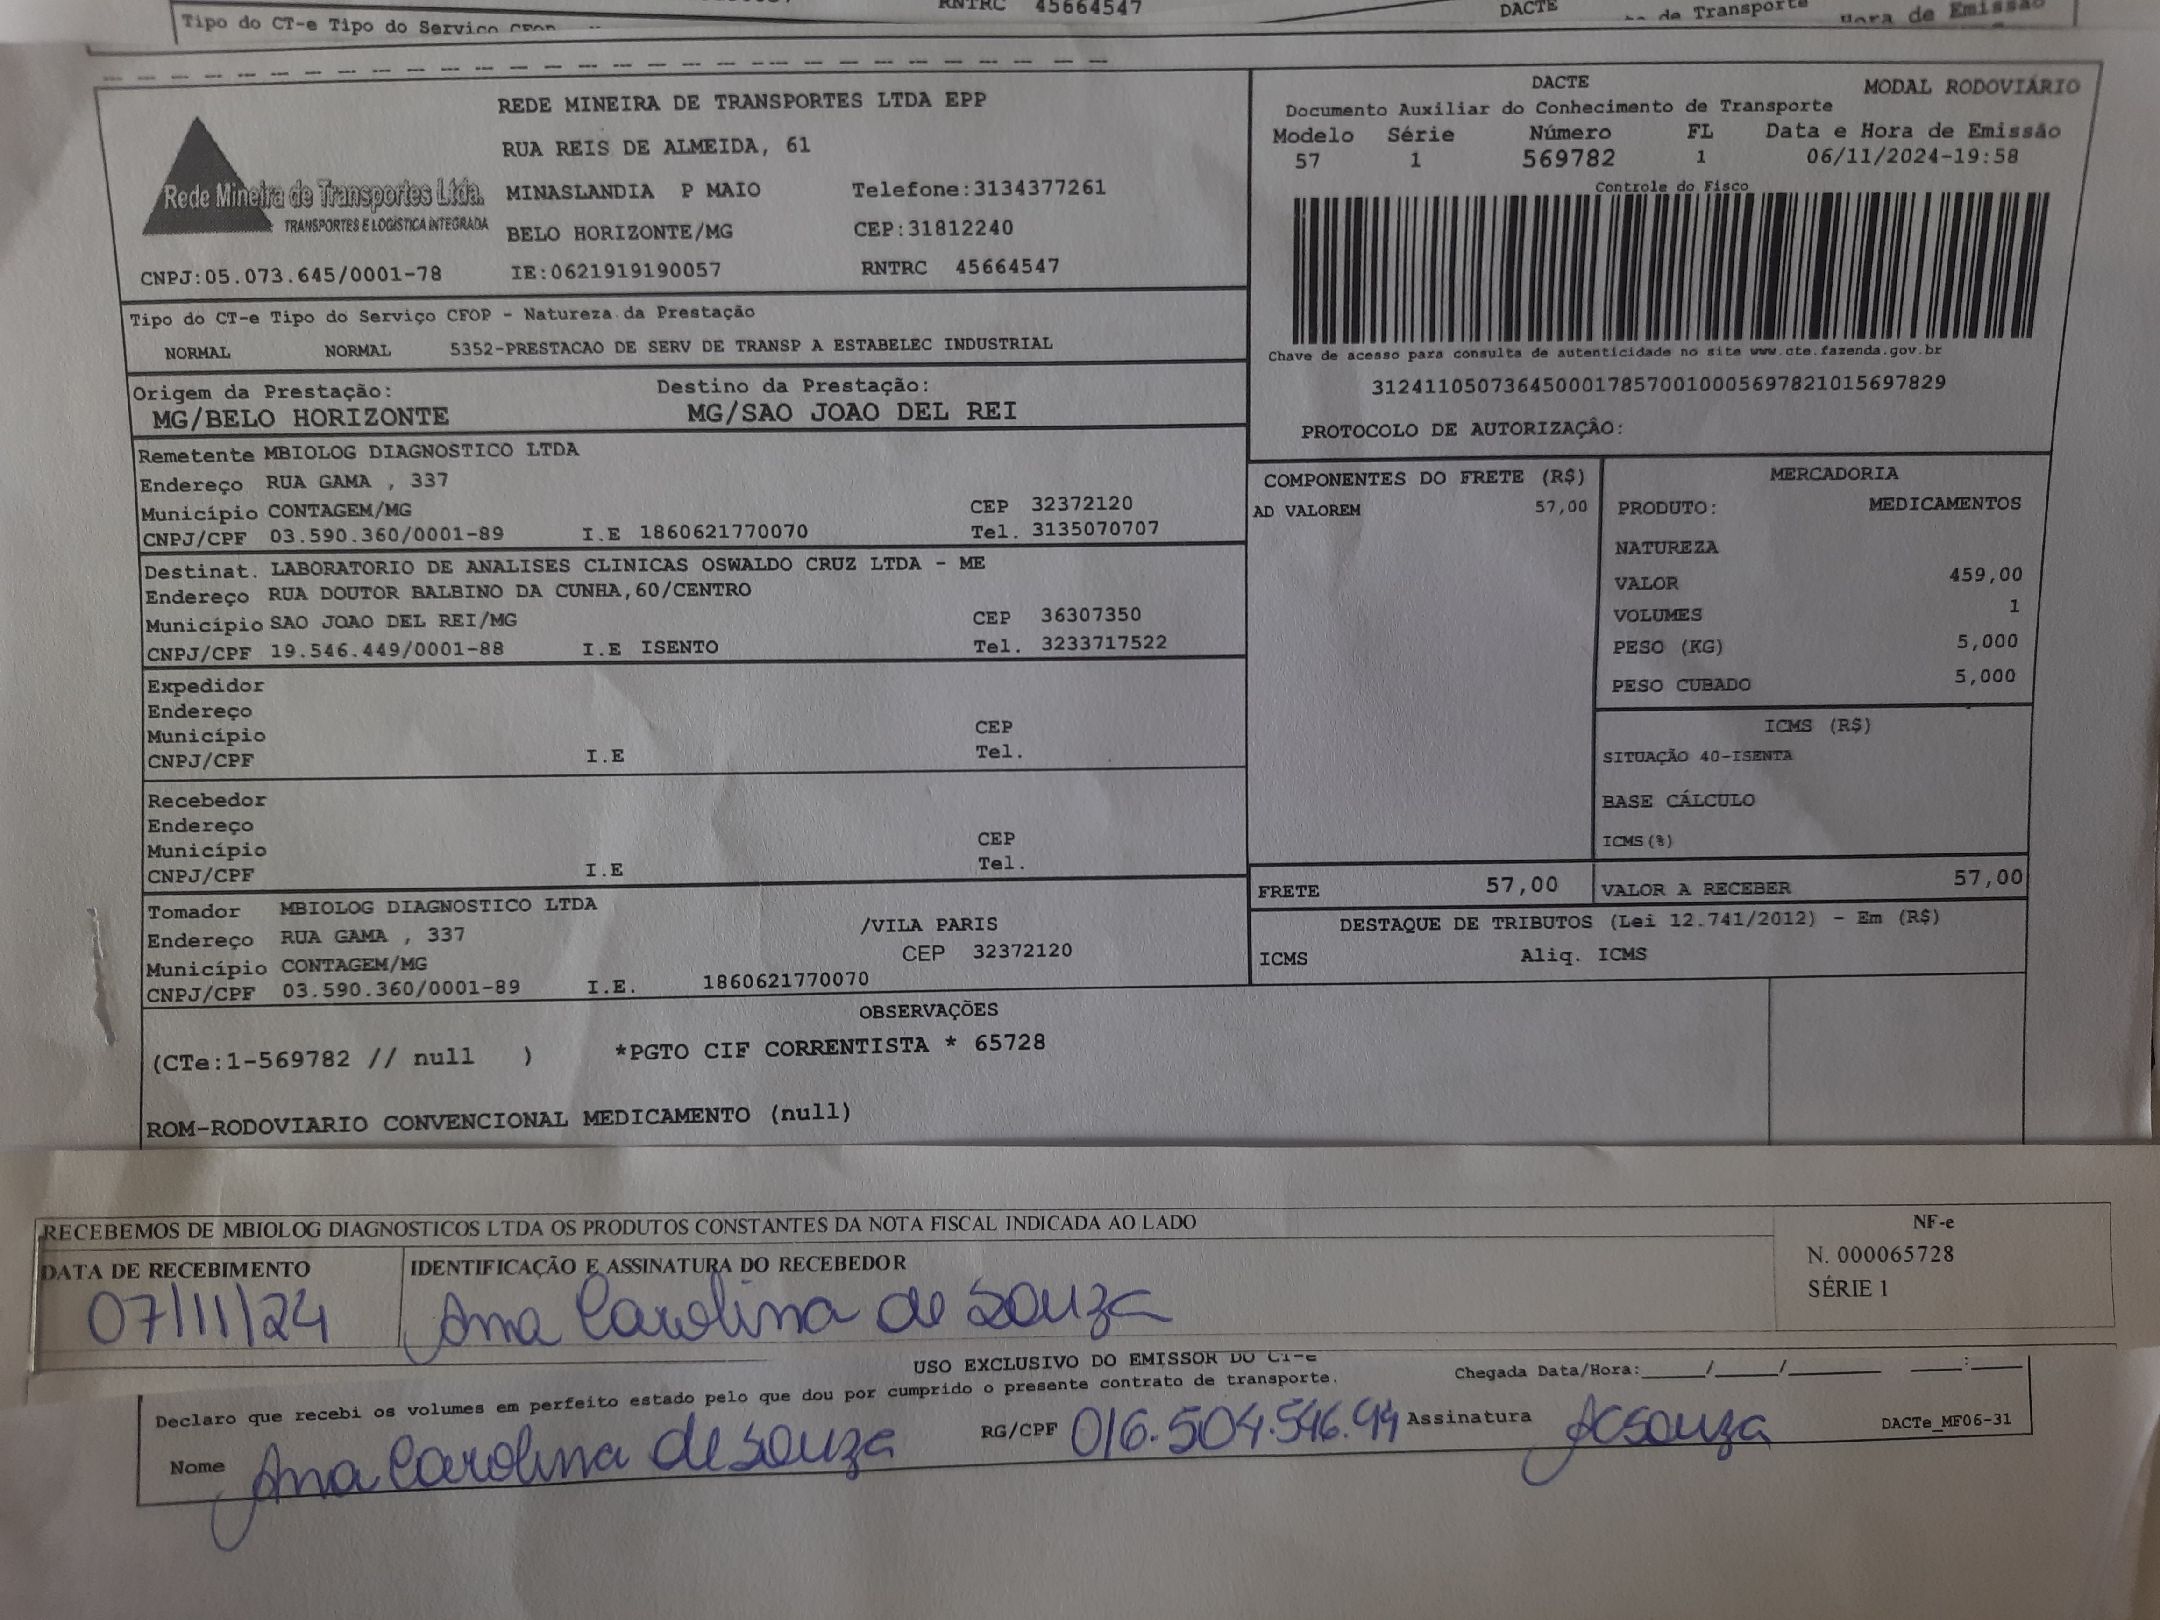 RNTRC 45664547
DACTE
de Transporte
Hora de Emissão
Tipo do CT-e Tipo do Serviço CFOP
REDE MINEIRA DE TRANSPORTES LTDA EPP
RUA REIS DE ALMEIDA, 61
MINASLANDIA P MAIO Telefone:3134377261
BELO HORIZONTE/MG CEP:31812240
CNPJ:05.073.645/0001-78 IE:0621919190057 RNTRC 45664547
Rede Mineira de Transportes Ltda.
TRANSPORTES E LOGÍSTICA INTEGRADA
DACTE MODAL RODOVIÁRIO
Documento Auxiliar do Conhecimento de Transporte
Modelo Série Número FL Data e Hora de Emissão
57 1 569782 1 06/11/2024-19:58
Controle do Fisco
Chave de acesso para consulta de autenticidade no site www.cte.fazenda.gov.br
31241105073645000178570010005697821015697829
PROTOCOLO DE AUTORIZAÇÃO:
Tipo do CT-e Tipo do Serviço CFOP - Natureza da Prestação
NORMAL NORMAL 5352-PRESTACAO DE SERV DE TRANSP A ESTABELEC INDUSTRIAL
Origem da Prestação: Destino da Prestação:
MG/BELO HORIZONTE MG/SAO JOAO DEL REI
Remetente MBIOLOG DIAGNOSTICO LTDA
Endereço RUA GAMA , 337
Município CONTAGEM/MG CEP 32372120
CNPJ/CPF 03.590.360/0001-89 I.E 1860621770070 Tel. 3135070707
Destinat. LABORATORIO DE ANALISES CLINICAS OSWALDO CRUZ LTDA - ME
Endereço RUA DOUTOR BALBINO DA CUNHA,60/CENTRO
Município SAO JOAO DEL REI/MG CEP 36307350
CNPJ/CPF 19.546.449/0001-88 I.E ISENTO Tel. 3233717522
Expedidor
Endereço
Município CEP
CNPJ/CPF I.E Tel.
Recebedor
Endereço
Município CEP
CNPJ/CPF I.E Tel.
Tomador MBIOLOG DIAGNOSTICO LTDA
Endereço RUA GAMA , 337 /VILA PARIS
Município CONTAGEM/MG CEP 32372120
CNPJ/CPF 03.590.360/0001-89 I.E. 1860621770070
COMPONENTES DO FRETE (R$)
AD VALOREM 57,00
MERCADORIA
PRODUTO: MEDICAMENTOS
NATUREZA
VALOR 459,00
VOLUMES 1
PESO (KG) 5,000
PESO CUBADO 5,000
ICMS (R$)
SITUAÇÃO 40-ISENTA
BASE CÁLCULO
ICMS(%)
FRETE 57,00 VALOR A RECEBER 57,00
DESTAQUE DE TRIBUTOS (Lei 12.741/2012) - Em (R$)
ICMS Aliq. ICMS
OBSERVAÇÕES
(CTe:1-569782 // null ) *PGTO CIF CORRENTISTA * 65728
ROM-RODOVIARIO CONVENCIONAL MEDICAMENTO (null)
RECEBEMOS DE MBIOLOG DIAGNOSTICOS LTDA OS PRODUTOS CONSTANTES DA NOTA FISCAL INDICADA AO LADO
DATA DE RECEBIMENTO IDENTIFICAÇÃO E ASSINATURA DO RECEBEDOR
07/11/24 Ana Carolina de Souza
NF-e
N. 000065728
SÉRIE 1
USO EXCLUSIVO DO EMISSOR DO CT-e
Chegada Data/Hora:____/____/______ ____:____
Declaro que recebi os volumes em perfeito estado pelo que dou por cumprido o presente contrato de transporte.
Nome Ana Carolina de Souza RG/CPF 016.504.546.94 Assinatura ACSouza DACTe_MF06-31